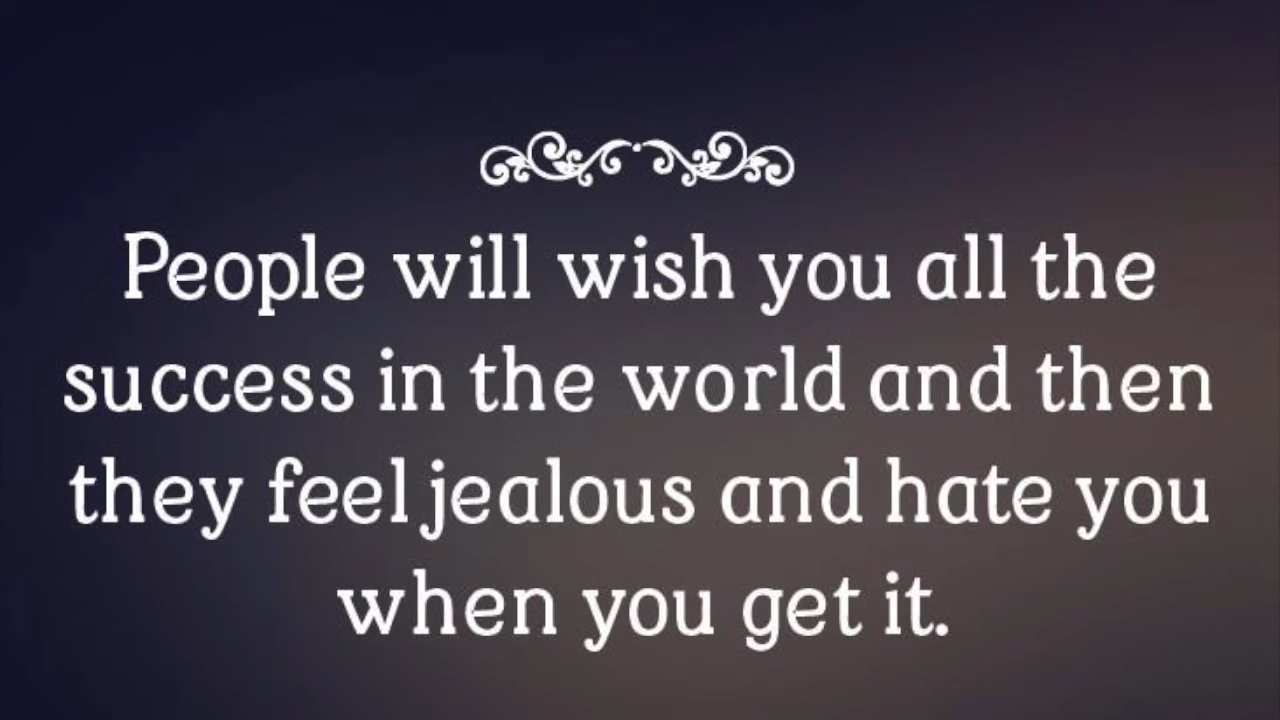 People will wish you all the
success in the world and then
they feel jealous and hate you
when you get it.